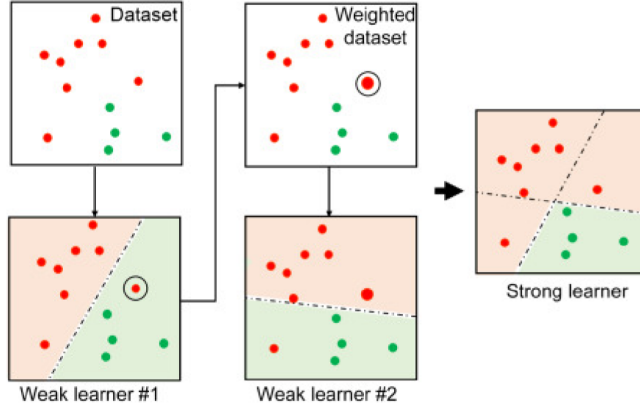 Dataset
Weighted
dataset
Weak learner #1
Weak learner #2
Strong learner